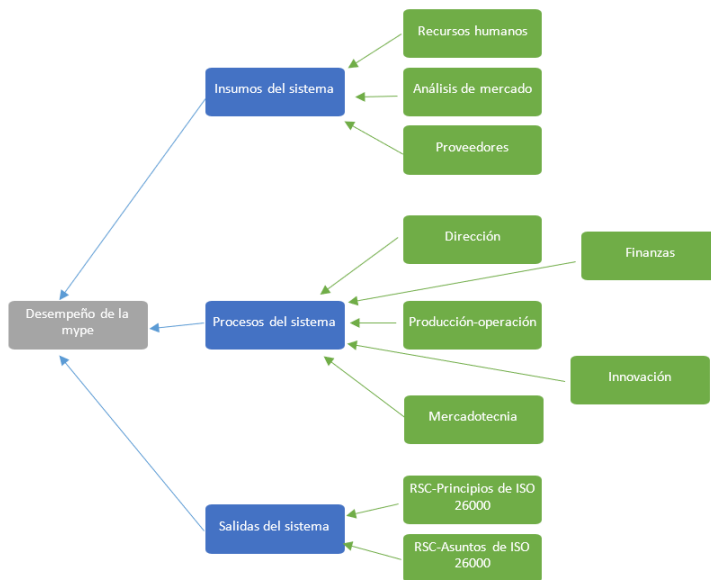 Recursos humanos
Insumos del sistema
Análisis de mercado
Proveedores
Dirección
Finanzas
Desempeño de la
mype
Procesos del sistema
Producción-operación
Innovación
Mercadotecnia
RSC-Principios de ISO
26000
Salidas del sistema
RSC-Asuntos de ISO
26000